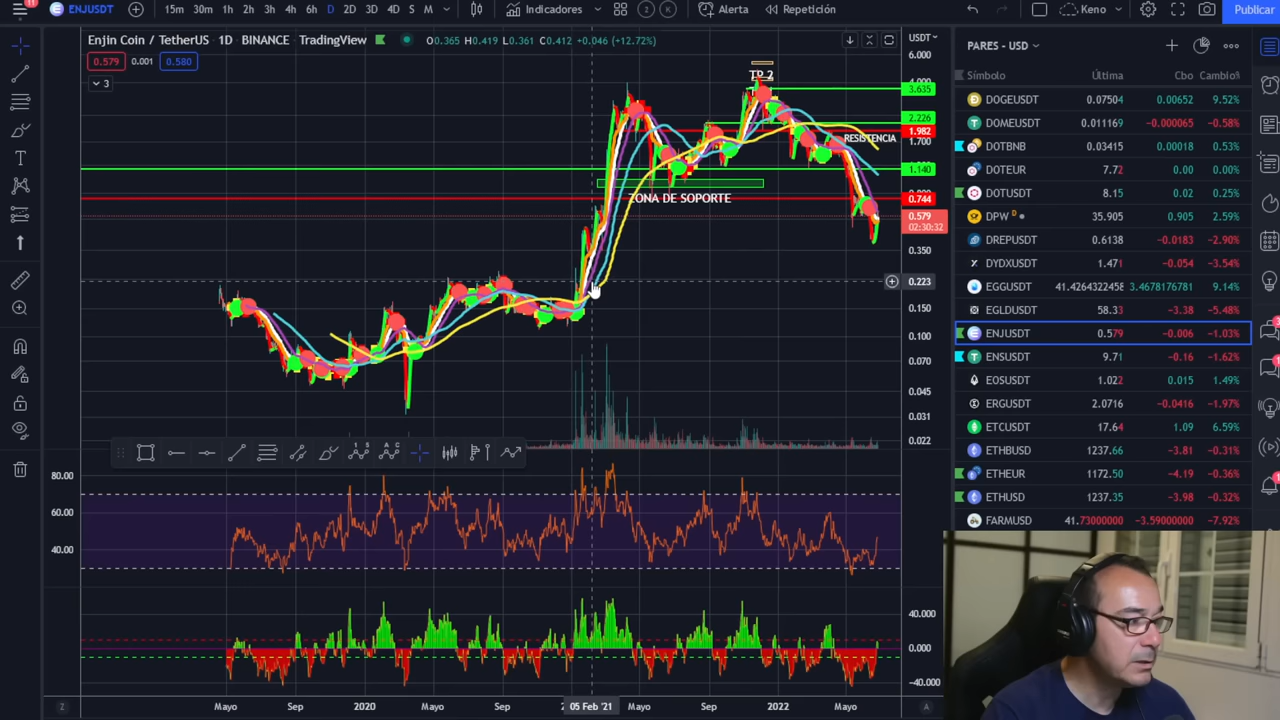 11
ENJUSDT
15m 30m 1h 2h 3h 4h 6h D 2D 3D 4D S M
Indicadores
2 K
Alerta
Repetición
Keno
Publicar
Enjin Coin / TetherUS · 1D · BINANCE · TradingView
O0.365 H0.419 L0.361 C0.412 +0.046 (+12.72%)
0.579 0.001 0.580
3
USDT
6.000
3.635
2.226
1.982
1.700
1.140
0.744
0.579
02:30:32
0.350
0.223
0.150
0.100
0.070
0.045
0.031
0.022
TP 2
RESISTENCIA
ZONA DE SOPORTE
80.00
60.00
40.00
40.000
0.000
-40.000
Z
Mayo Sep 2020 Mayo Sep 05 Feb '21 Mayo Sep 2022 Mayo
A
PARES - USD
Símbolo Última Cbo Cambio%
DOGEUSDT 0.07504 0.00652 9.52%
DOMEUSDT 0.011169 -0.000065 -0.58%
DOTBNB 0.03415 0.00018 0.53%
DOTEUR 7.72 0.00 0.00%
DOTUSDT 8.15 0.02 0.25%
DPW D 35.905 0.905 2.59%
DREPUSDT 0.6138 -0.0183 -2.90%
DYDXUSDT 1.471 -0.054 -3.54%
EGGUSDT 41.4264322458 3.4678176781 9.14%
EGLDUSDT 58.33 -3.38 -5.48%
ENJUSDT 0.579 -0.006 -1.03%
ENSUSDT 9.71 -0.16 -1.62%
EOSUSDT 1.022 0.015 1.49%
ERGUSDT 2.0716 -0.0416 -1.97%
ETCUSDT 17.64 1.09 6.59%
ETHBUSD 1237.66 -3.81 -0.31%
ETHEUR 1172.50 -4.19 -0.36%
ETHUSD 1237.35 -3.98 -0.32%
FARMUSD 41.73000000 -3.59000000 -7.92%